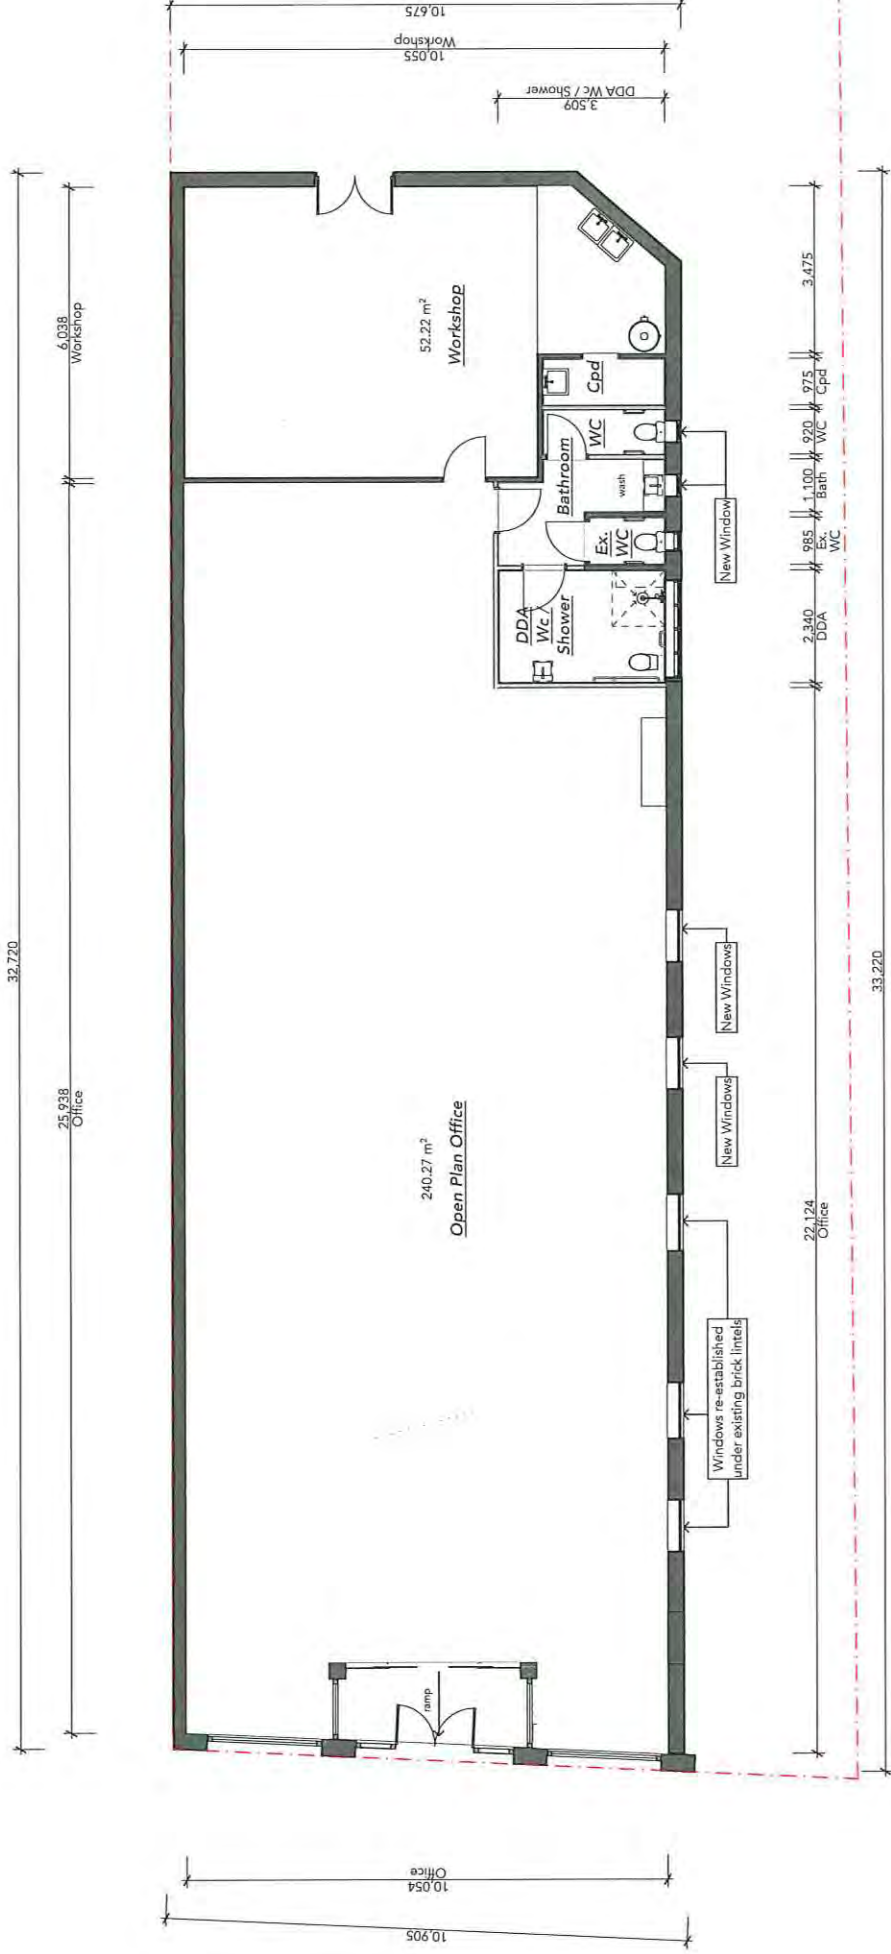 10,675
10,055
Workshop
3,509
DDA Wc / Shower
32,720
6,038
Workshop
25,938
Office
52.22 m²
Workshop
Cpd
WC
Bathroom
wash
Ex.
WC
DDA
Wc /
Shower
New Window
3,475
975
Cpd
920
WC
1,100
Bath
985
Ex.
WC
2,340
DDA
33,220
240.27 m²
Open Plan Office
New Windows
New Windows
22,124
Office
Windows re-established
under existing brick lintels
ramp
10,054
Office
10,905